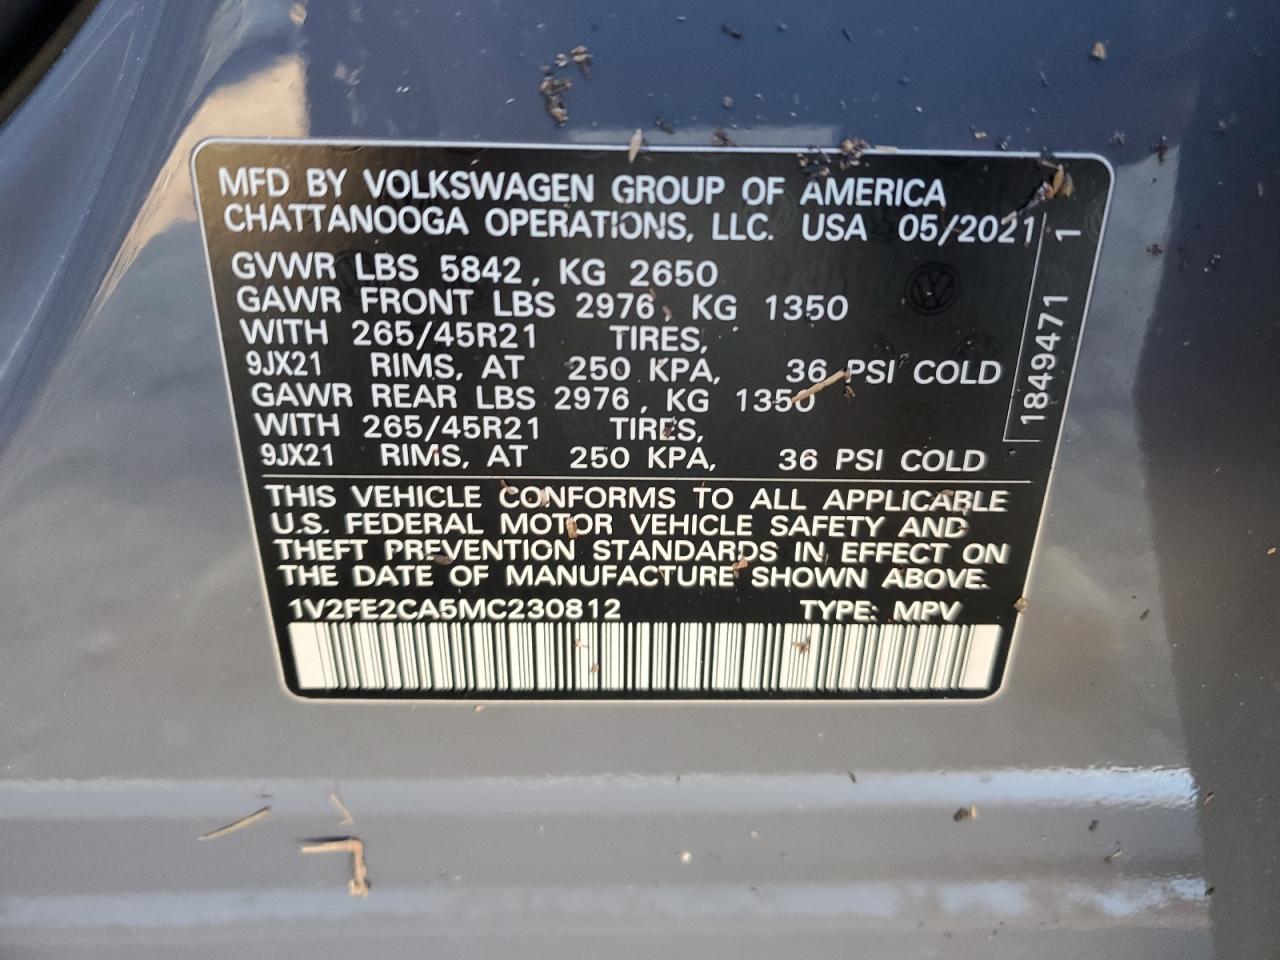 MFD BY VOLKSWAGEN GROUP OF AMERICA
CHATTANOOGA OPERATIONS, LLC. USA 05/2021
GVWR LBS 5842, KG 2650
GAWR FRONT LBS 2976, KG 1350
WITH 265/45R21 TIRES,
9JX21 RIMS, AT 250 KPA, 36 PSI COLD
GAWR REAR LBS 2976, KG 1350
WITH 265/45R21 TIRES,
9JX21 RIMS, AT 250 KPA, 36 PSI COLD
1849471 1
THIS VEHICLE CONFORMS TO ALL APPLICABLE
U.S. FEDERAL MOTOR VEHICLE SAFETY AND
THEFT PREVENTION STANDARDS IN EFFECT ON
THE DATE OF MANUFACTURE SHOWN ABOVE.
1V2FE2CA5MC230812 TYPE: MPV